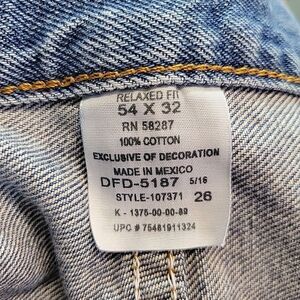 RELAXED FIT
54 X 32
RN 58287
100% COTTON
EXCLUSIVE OF DECORATION
MADE IN MEXICO
DFD-5187 5/16
STYLE-107371 26
K - 1375-00-00-89
UPC # 75481911324